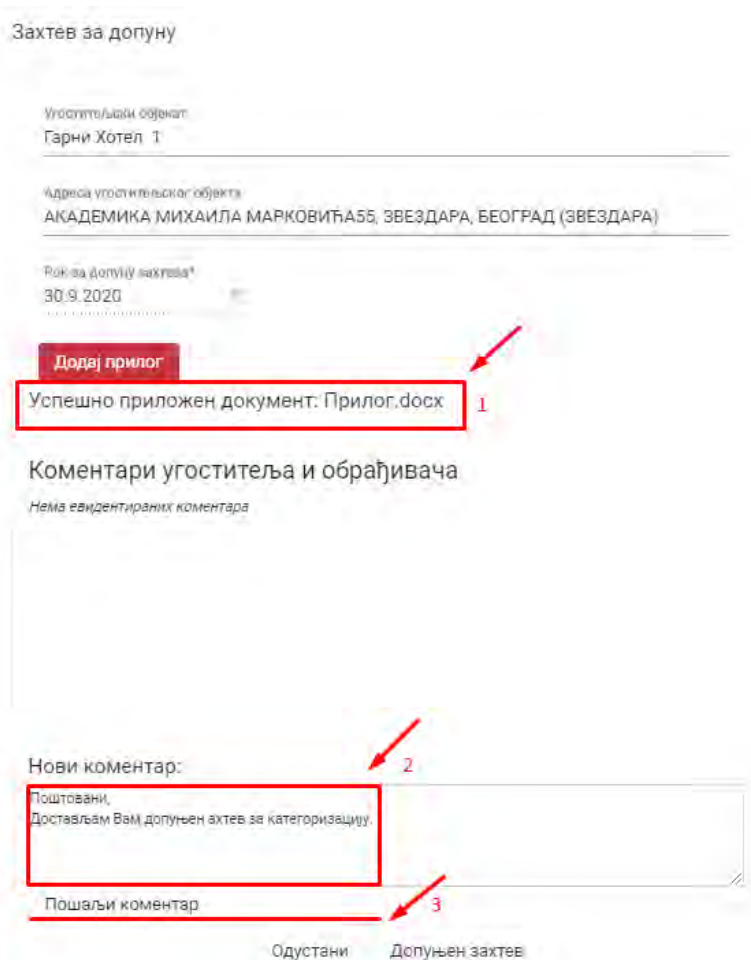 Захтев за допуну
Угоститељски објекат
Гарни Хотел 1
Адреса угоститељског објекта
АКАДЕМИКА МИХАИЛА МАРКОВИЋА55, ЗВЕЗДАРА, БЕОГРАД (ЗВЕЗДАРА)
Рок за допуну захтева*
30.9.2020
Додај прилог
Успешно приложен документ: Прилог.docx
1
Коментари угоститеља и обрађивача
Нема евидентираних коментара
Нови коментар:
2
Поштовани,
Достављам Вам допуњен ахтев за категоризацију.
Пошаљи коментар
3
Одустани Допуњен захтев